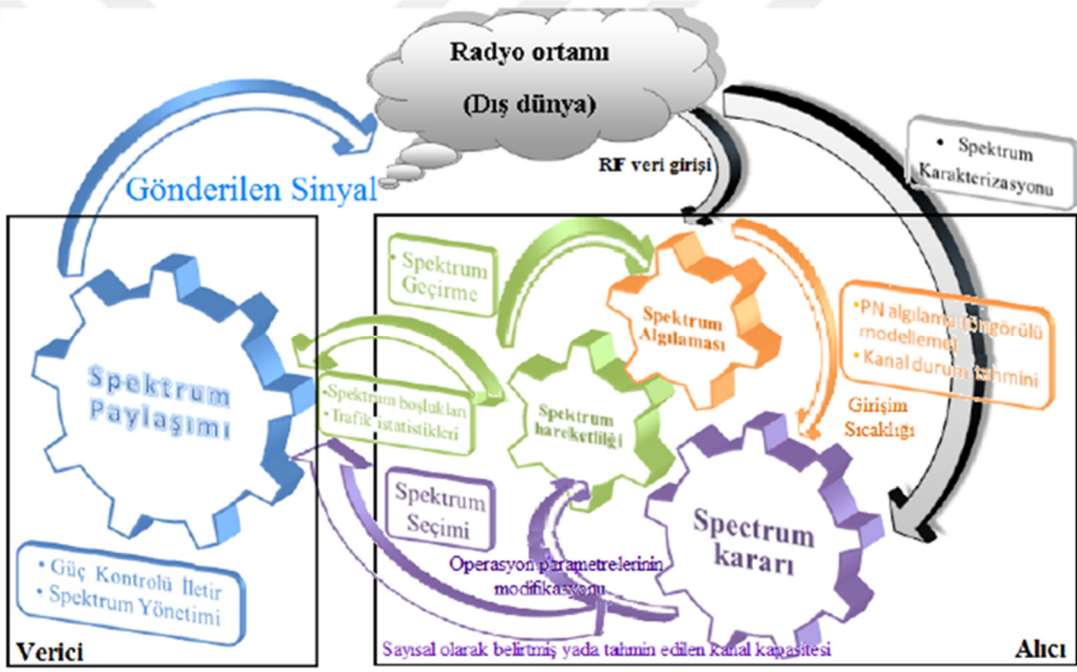 Radyo ortamı
(Dış dünya)
RF veri girişi
• Spektrum
Karakterizasyonu
Gönderilen Sinyal
• Spektrum
Geçirme
Spektrum
Algılaması
•PN algılama (öngörülü
modelleme)
• Kanal durum tahmini
Girişim
Sıcaklığı
Spektrum
Paylaşımı
•Spektrum boşlukları
• Trafik istatistikleri
Spektrum
hareketliliği
Spektrum
Seçimi
Spectrum
kararı
Operasyon parametrelerinin
modifikasyonu
• Güç Kontrolü İletir
• Spektrum Yönetimi
Sayısal olarak belirtmiş yada tahmin edilen kanal kapasitesi
Verici
Alıcı